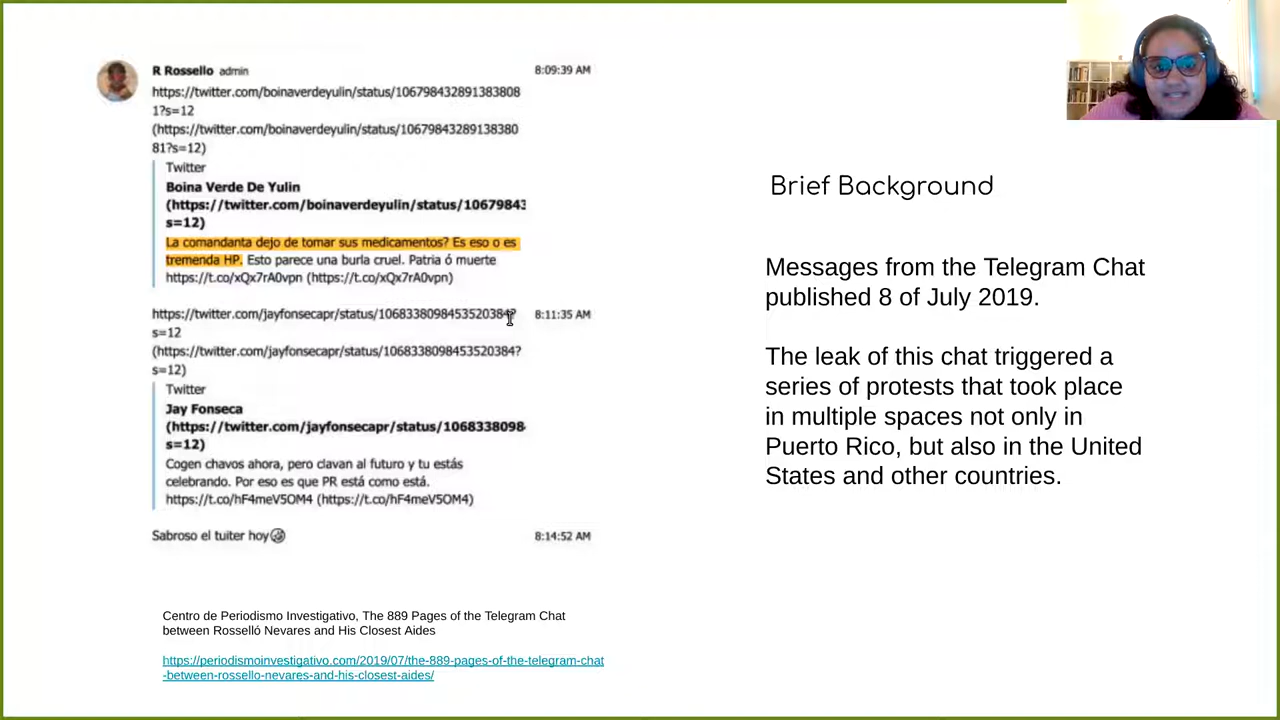 R Rossello admin 8:09:39 AM
https://twitter.com/boinaverdeyulin/status/106798432891383808
1?s=12
(https://twitter.com/boinaverdeyulin/status/10679843289138380
81?s=12)
Twitter
Boina Verde De Yulin
(https://twitter.com/boinaverdeyulin/status/10679843
s=12)
La comandanta dejo de tomar sus medicamentos? Es eso o es
tremenda HP. Esto parece una burla cruel. Patria ó muerte
https://t.co/xQx7rA0vpn (https://t.co/xQx7rA0vpn)
https://twitter.com/jayfonsecapr/status/1068338098453520384? 8:11:35 AM
s=12
(https://twitter.com/jayfonsecapr/status/1068338098453520384?
s=12)
Twitter
Jay Fonseca
(https://twitter.com/jayfonsecapr/status/1068338098
s=12)
Cogen chavos ahora, pero clavan al futuro y tu estás
celebrando. Por eso es que PR está como está.
https://t.co/hF4meV5OM4 (https://t.co/hF4meV5OM4)
Sabroso el tuiter hoy 8:14:52 AM
Centro de Periodismo Investigativo, The 889 Pages of the Telegram Chat
between Rosselló Nevares and His Closest Aides
https://periodismoinvestigativo.com/2019/07/the-889-pages-of-the-telegram-chat
-between-rossello-nevares-and-his-closest-aides/
Brief Background
Messages from the Telegram Chat
published 8 of July 2019.
The leak of this chat triggered a
series of protests that took place
in multiple spaces not only in
Puerto Rico, but also in the United
States and other countries.